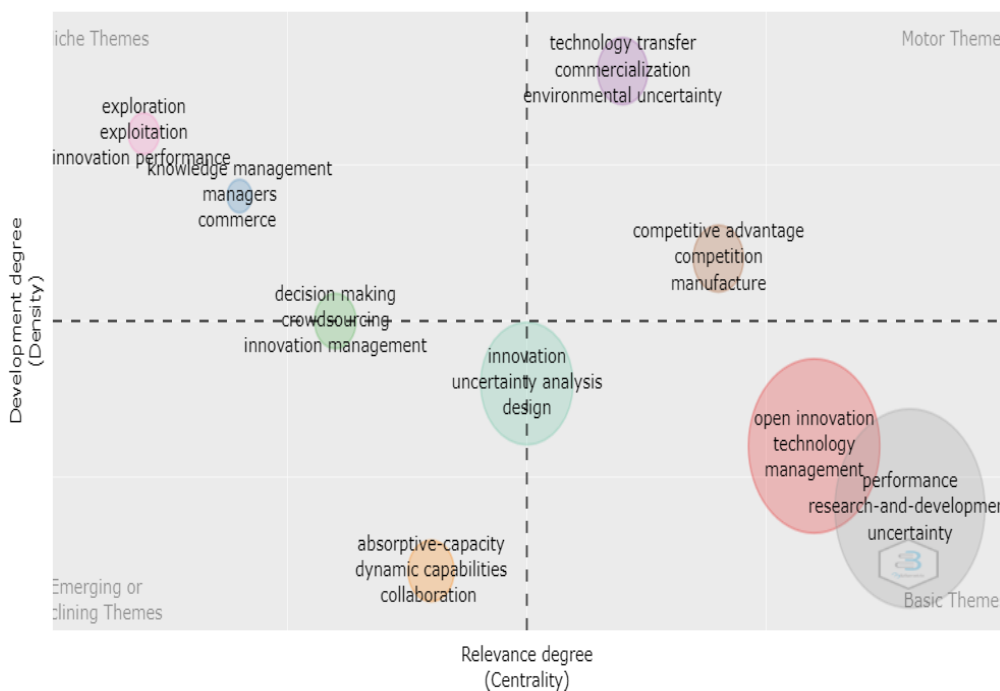 iche Themes
Motor Theme
technology transfer
commercialization
environmental uncertainty
exploration
exploitation
innovation performance
knowledge management
managers
commerce
competitive advantage
competition
manufacture
decision making
crowdsourcing
innovation management
innovation
uncertainty analysis
design
open innovation
technology
management
performance
research-and-developmen
uncertainty
absorptive-capacity
dynamic capabilities
collaboration
Emerging or
clining Themes
Basic Theme
Development degree
(Density)
Relevance degree
(Centrality)